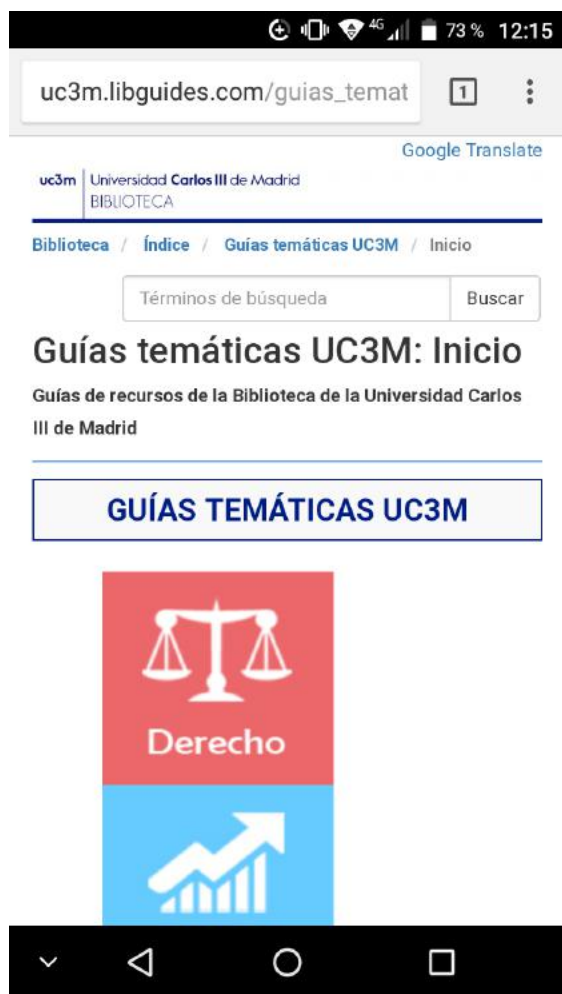 4G 73 % 12:15
uc3m.libguides.com/guias_temat 1
Google Translate
uc3m Universidad Carlos III de Madrid
BIBLIOTECA
Biblioteca / Índice / Guías temáticas UC3M / Inicio
Términos de búsqueda Buscar
Guías temáticas UC3M: Inicio
Guías de recursos de la Biblioteca de la Universidad Carlos
III de Madrid
GUÍAS TEMÁTICAS UC3M
Derecho